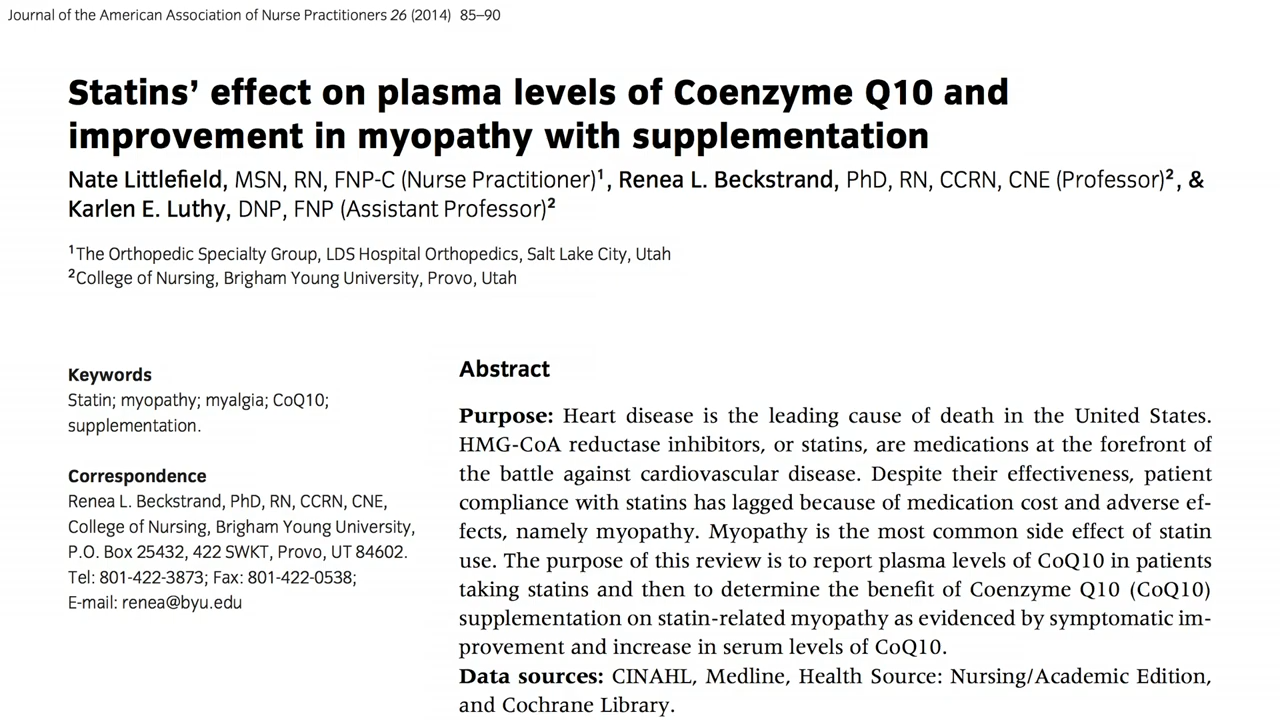 Journal of the American Association of Nurse Practitioners 26 (2014) 85–90
Statins’ effect on plasma levels of Coenzyme Q10 and
improvement in myopathy with supplementation
Nate Littlefield, MSN, RN, FNP-C (Nurse Practitioner)1, Renea L. Beckstrand, PhD, RN, CCRN, CNE (Professor)2, &
Karlen E. Luthy, DNP, FNP (Assistant Professor)2
1The Orthopedic Specialty Group, LDS Hospital Orthopedics, Salt Lake City, Utah
2College of Nursing, Brigham Young University, Provo, Utah
Keywords
Statin; myopathy; myalgia; CoQ10;
supplementation.
Correspondence
Renea L. Beckstrand, PhD, RN, CCRN, CNE,
College of Nursing, Brigham Young University,
P.O. Box 25432, 422 SWKT, Provo, UT 84602.
Tel: 801-422-3873; Fax: 801-422-0538;
E-mail: renea@byu.edu
Abstract
Purpose: Heart disease is the leading cause of death in the United States.
HMG-CoA reductase inhibitors, or statins, are medications at the forefront of
the battle against cardiovascular disease. Despite their effectiveness, patient
compliance with statins has lagged because of medication cost and adverse ef-
fects, namely myopathy. Myopathy is the most common side effect of statin
use. The purpose of this review is to report plasma levels of CoQ10 in patients
taking statins and then to determine the benefit of Coenzyme Q10 (CoQ10)
supplementation on statin-related myopathy as evidenced by symptomatic im-
provement and increase in serum levels of CoQ10.
Data sources: CINAHL, Medline, Health Source: Nursing/Academic Edition,
and Cochrane Library.